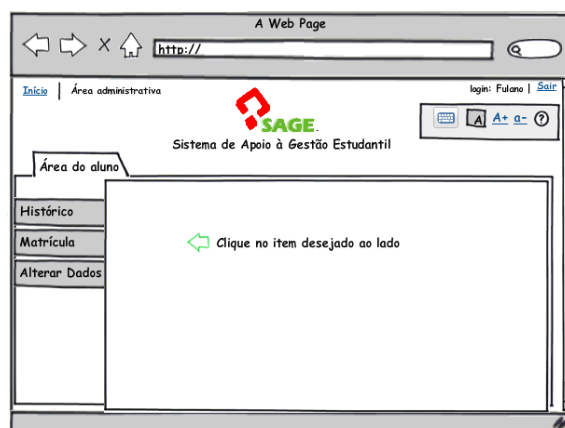 A Web Page
http://
Início | Área administrativa
login: Fulano | Sair
SAGE
A A+ a- ?
Sistema de Apoio à Gestão Estudantil
Área do aluno
Histórico
Matrícula
Alterar Dados
Clique no item desejado ao lado